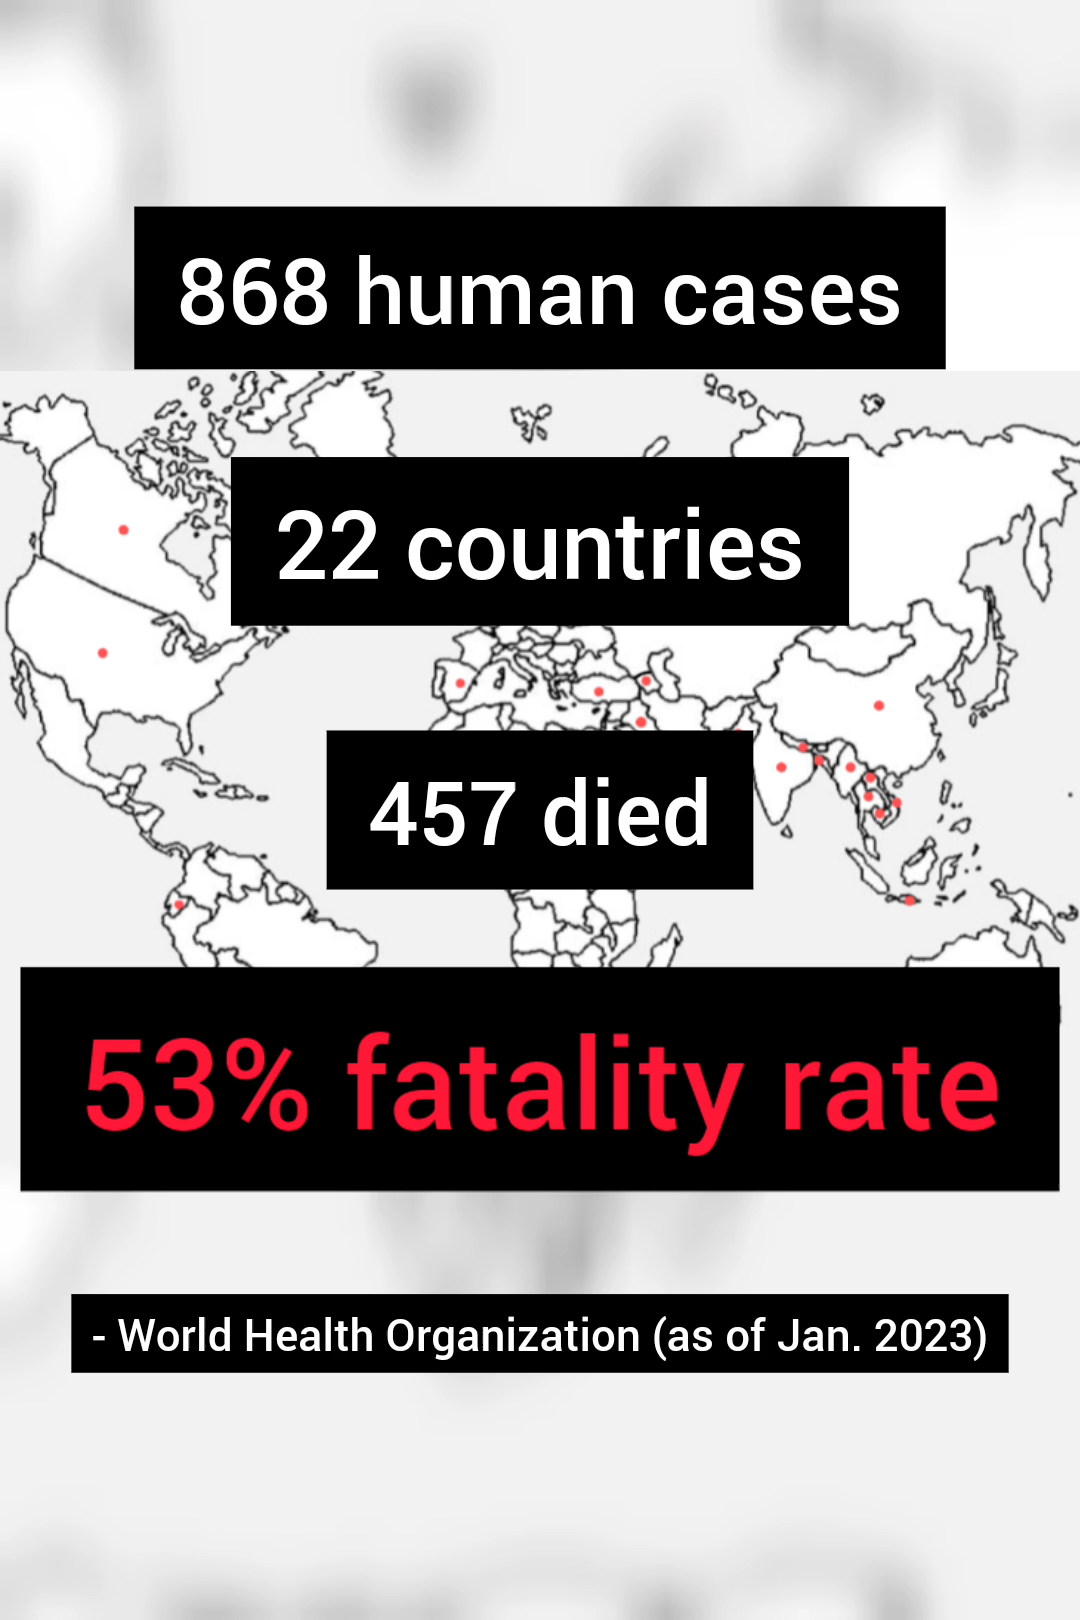 868 human cases
22 countries
457 died
53% fatality rate
- World Health Organization (as of Jan. 2023)